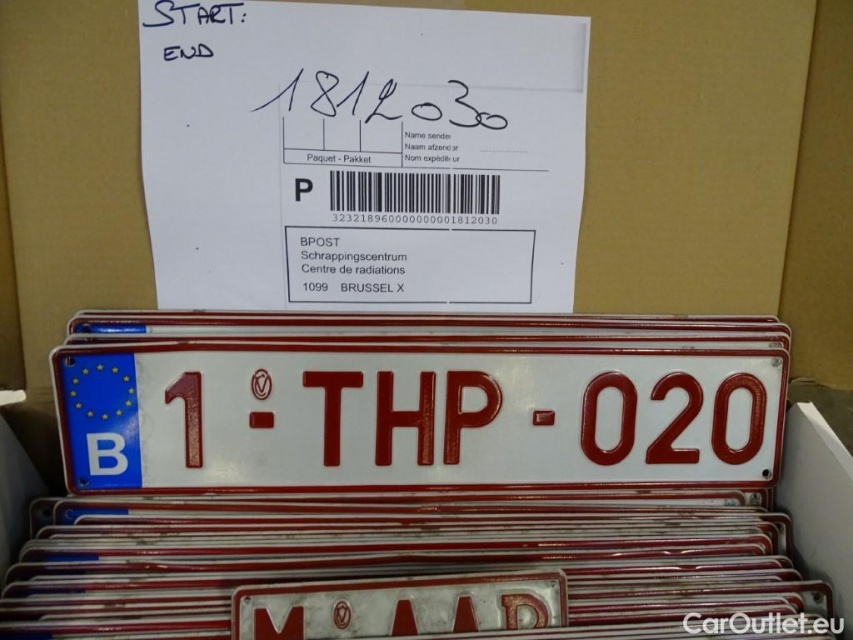 START:
END
1812030
Name sender
Naam afzender
Nom expéditeur
Paquet - Pakket
P
323218960000000001812030
BPOST
Schrappingscentrum
Centre de radiations
1099 BRUSSEL X
B 1-THP-020
CarOutlet.eu